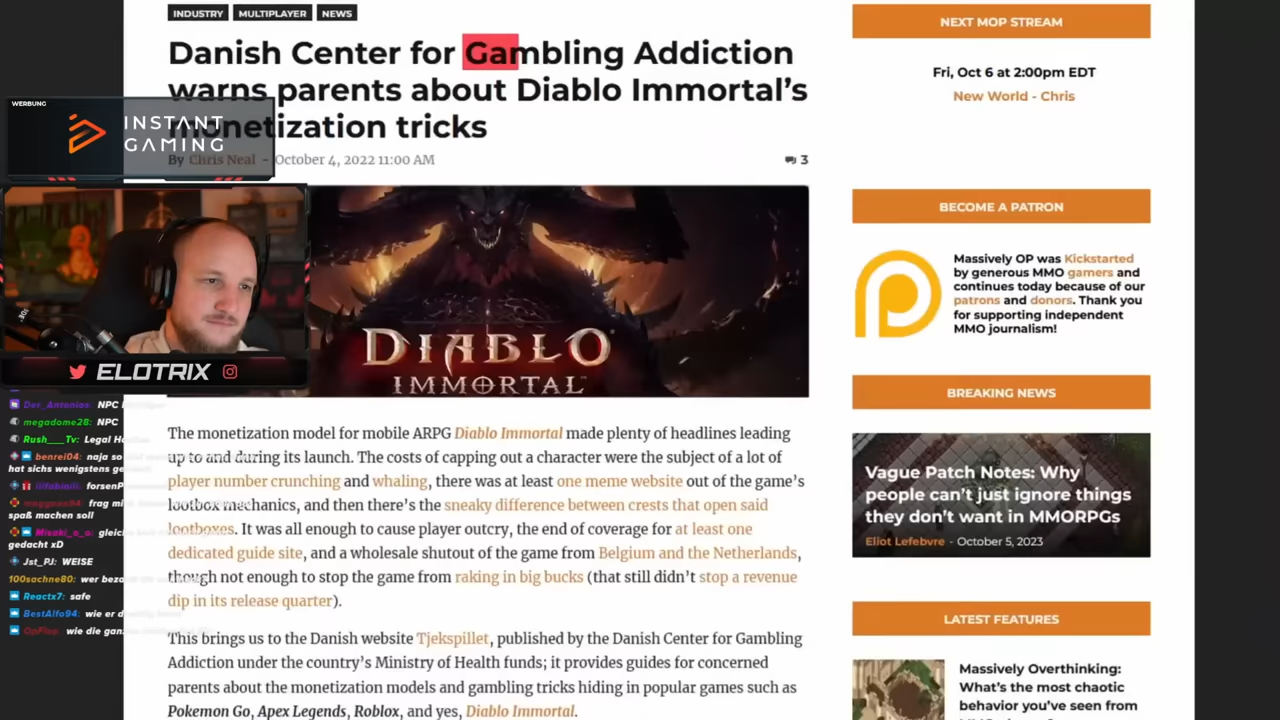 INDUSTRY MULTIPLAYER NEWS
Danish Center for Gambling Addiction
warns parents about Diablo Immortal's
monetization tricks
By Chris Neal - October 4, 2022 11:00 AM
3
WERBUNG
INSTANT
GAMING
DIABLO
IMMORTAL
ELOTRIX
NPC
megadome28: NPC
Rush___Tv: Legal
benrei04: naja so
hat sichs wenigstens
frag
spaß machen soll
gleich
gedacht xD
Jst_PJ: WEISE
100sachne80: wer
Reactx7: safe
BestAlfo94: wie er
wie die
The monetization model for mobile ARPG Diablo Immortal made plenty of headlines leading
up to and during its launch. The costs of capping out a character were the subject of a lot of
player number crunching and whaling, there was at least one meme website out of the game's
lootbox mechanics, and then there's the sneaky difference between crests that open said
lootboxes. It was all enough to cause player outcry, the end of coverage for at least one
dedicated guide site, and a wholesale shutout of the game from Belgium and the Netherlands,
though not enough to stop the game from raking in big bucks (that still didn't stop a revenue
dip in its release quarter).
This brings us to the Danish website Tjekspillet, published by the Danish Center for Gambling
Addiction under the country's Ministry of Health funds; it provides guides for concerned
parents about the monetization models and gambling tricks hiding in popular games such as
Pokemon Go, Apex Legends, Roblox, and yes, Diablo Immortal.
NEXT MOP STREAM
Fri, Oct 6 at 2:00pm EDT
New World - Chris
BECOME A PATRON
Massively OP was Kickstarted
by generous MMO gamers and
continues today because of our
patrons and donors. Thank you
for supporting independent
MMO journalism!
BREAKING NEWS
Vague Patch Notes: Why
people can't just ignore things
they don't want in MMORPGs
Eliot Lefebvre - October 5, 2023
LATEST FEATURES
Massively Overthinking:
What's the most chaotic
behavior you've seen from